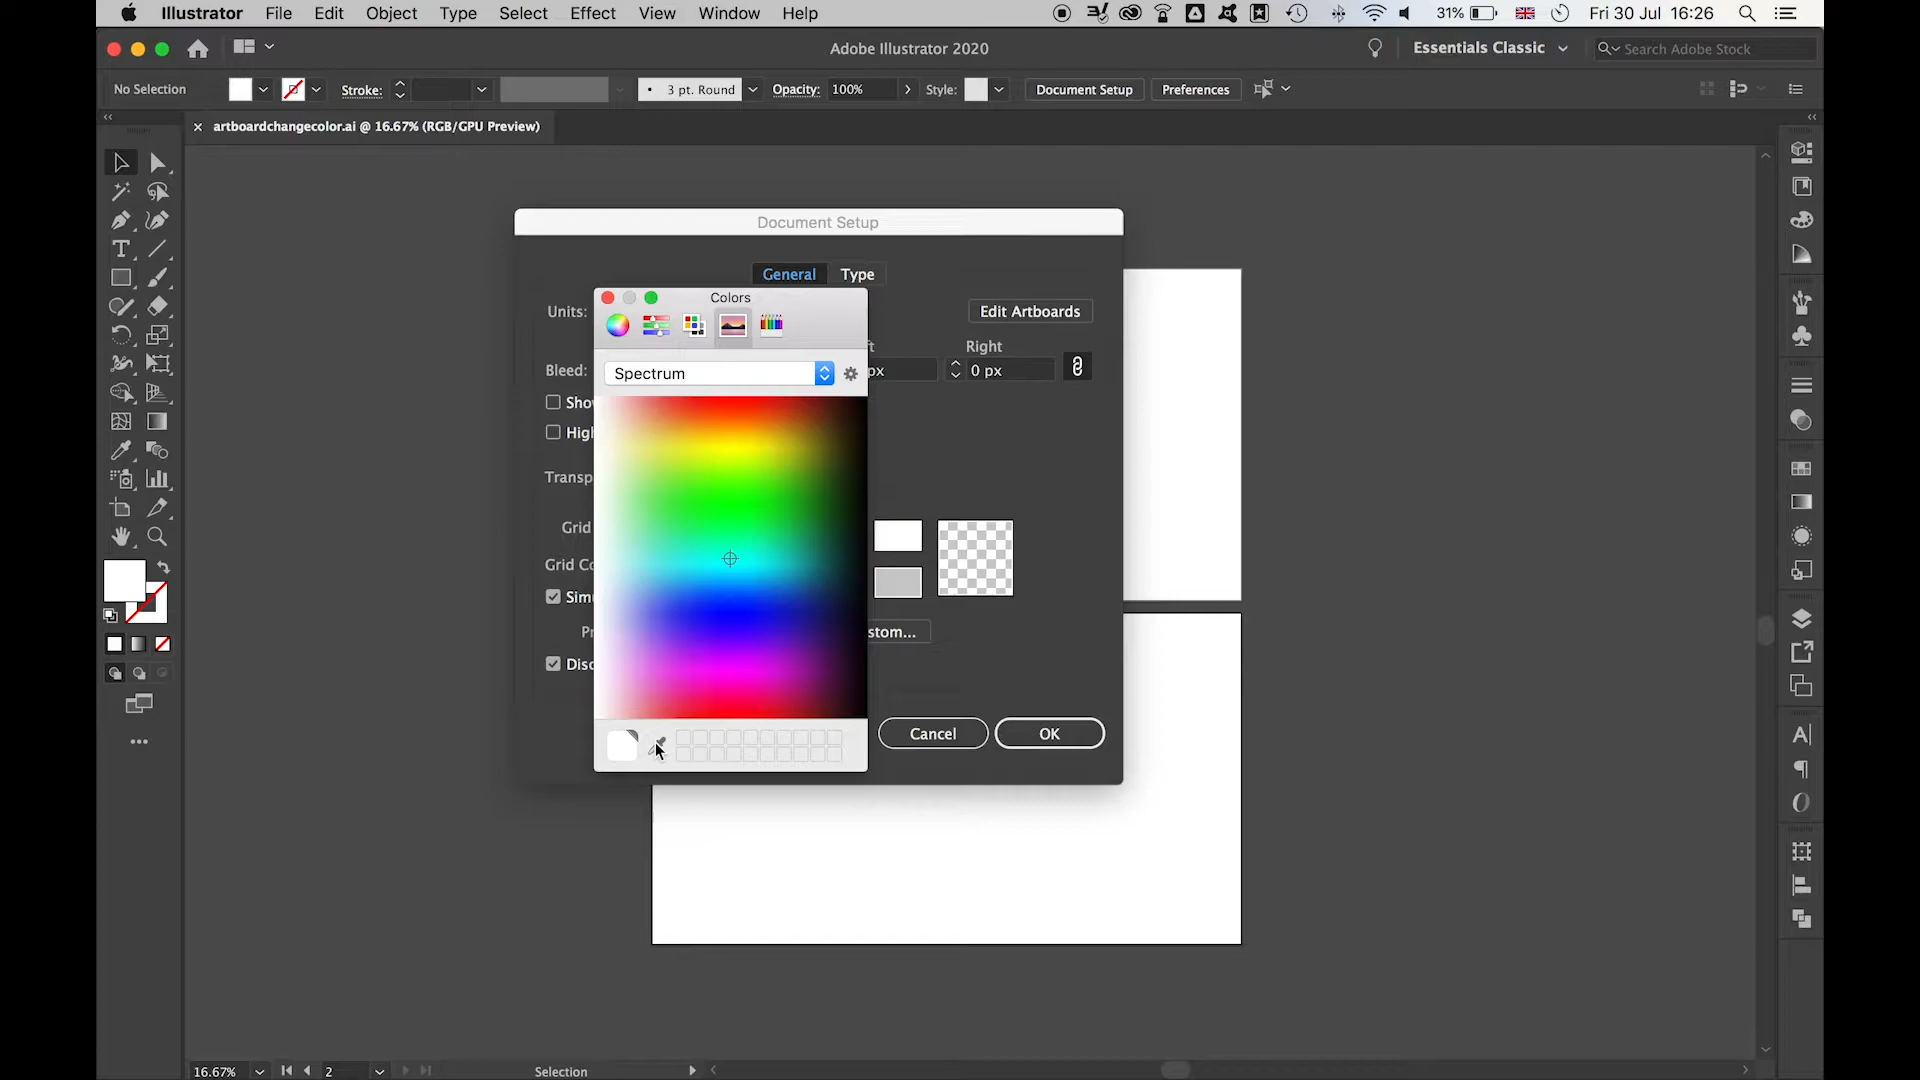 Illustrator File Edit Object Type Select Effect View Window Help 31% Fri 30 Jul 16:26
Adobe Illustrator 2020 Essentials Classic Search Adobe Stock
No Selection Stroke: 3 pt. Round Opacity: 100% Style: Document Setup Preferences
artboardchangecolor.ai @ 16.67% (RGB/GPU Preview)
Document Setup
General Type
Units: Edit Artboards
Colors
Right
Bleed: px 0 px
Spectrum
Sho
High
Transp
Grid
Grid Co
Sim
Pr stom...
Disc
Cancel OK
16.67% 2 Selection